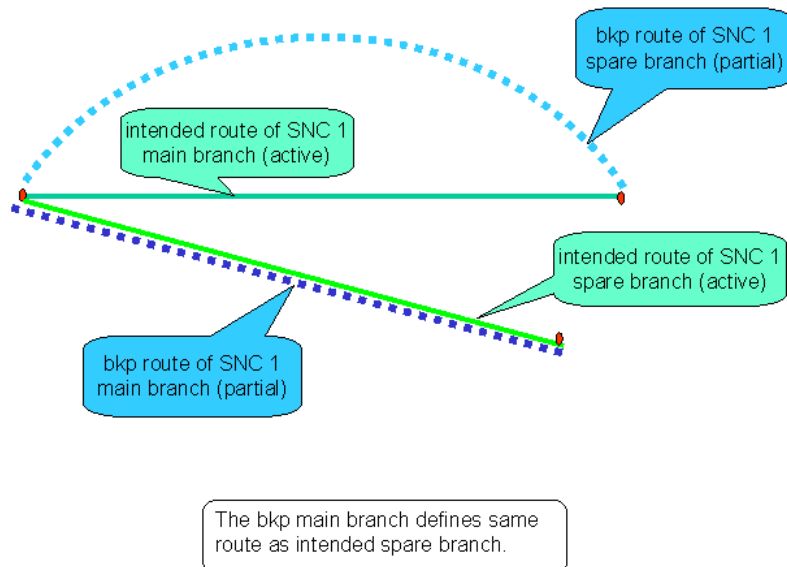 bkp route of SNC 1
spare branch (partial)
intended route of SNC 1
main branch (active)
intended route of SNC 1
spare branch (active)
bkp route of SNC 1
main branch (partial)
The bkp main branch defines same
route as intended spare branch.